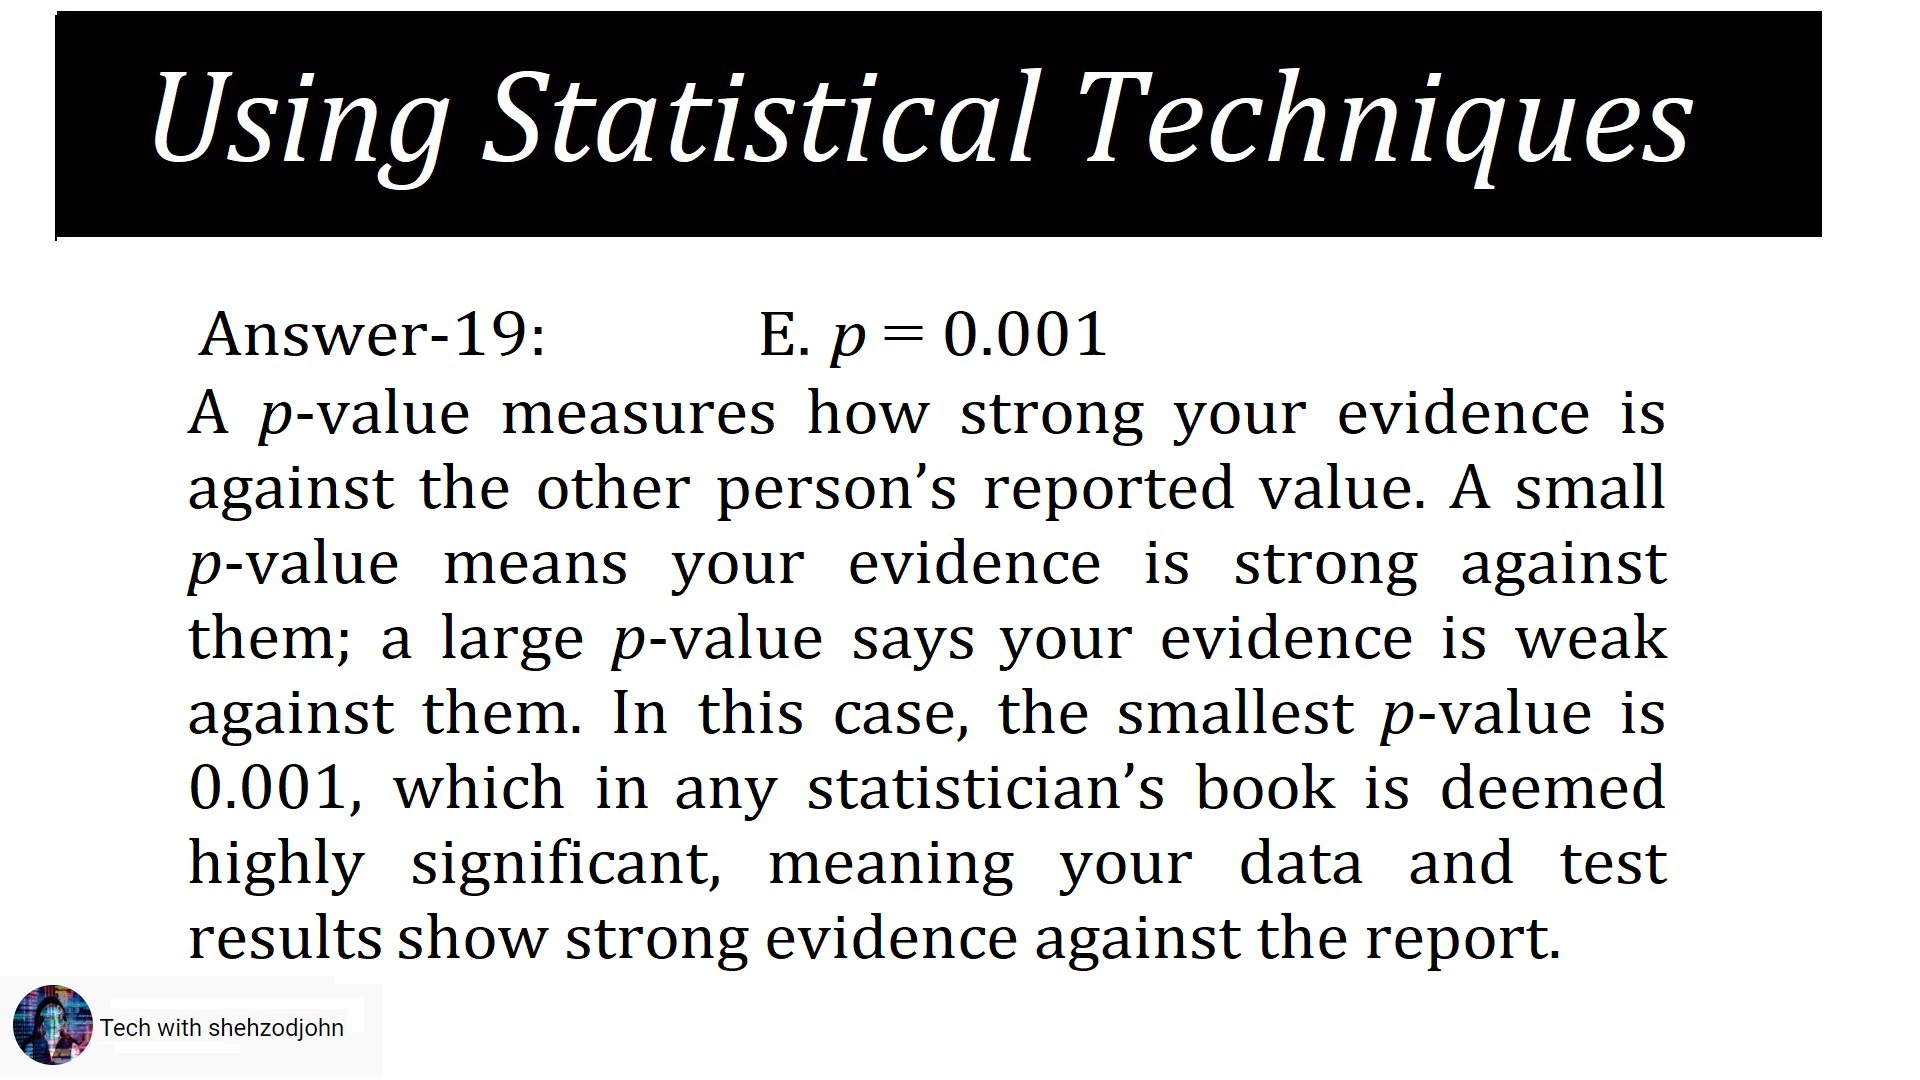 Using Statistical Techniques
Answer-19: E. p = 0.001
A p-value measures how strong your evidence is
against the other person’s reported value. A small
p-value means your evidence is strong against
them; a large p-value says your evidence is weak
against them. In this case, the smallest p-value is
0.001, which in any statistician’s book is deemed
highly significant, meaning your data and test
results show strong evidence against the report.
Tech with shehzodjohn